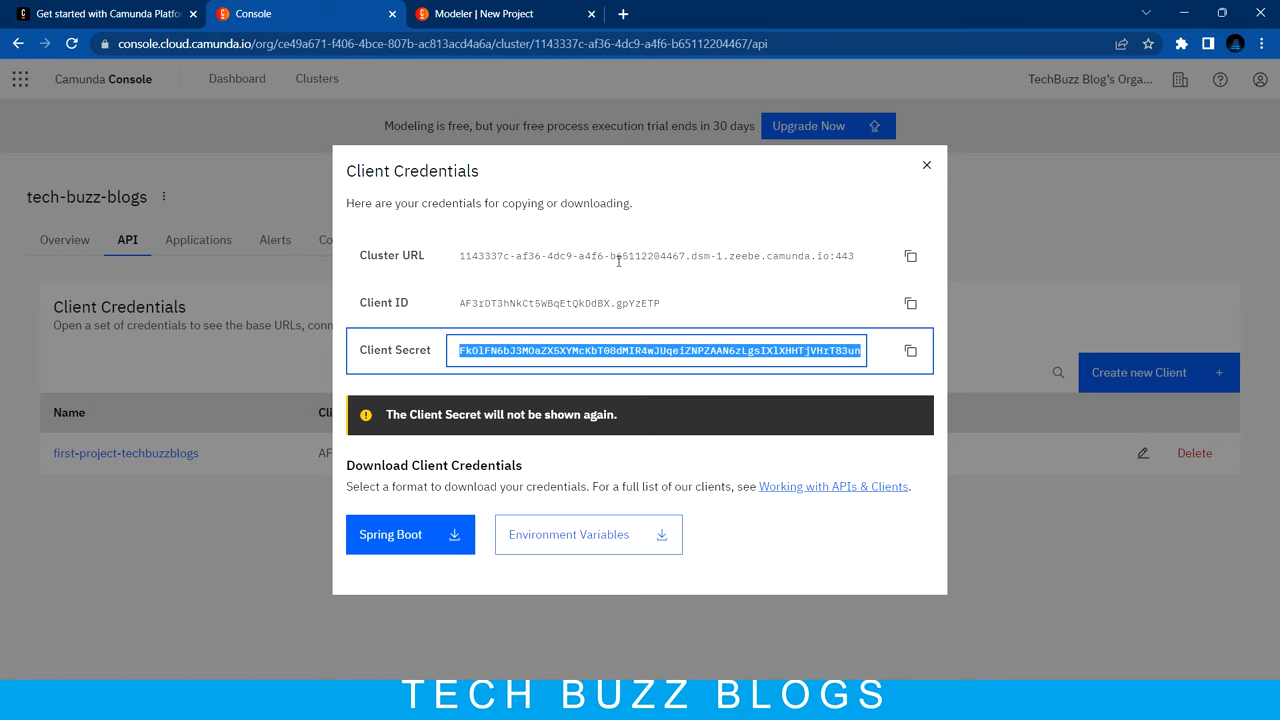 Get started with Camunda Platfo
Console
Modeler | New Project
console.cloud.camunda.io/org/ce49a671-f406-4bce-807b-ac813acd4a6a/cluster/1143337c-af36-4dc9-a4f6-b65112204467/api
Camunda Console
Dashboard
Clusters
TechBuzz Blog's Orga...
Modeling is free, but your free process execution trial ends in 30 days
Upgrade Now
Client Credentials
Here are your credentials for copying or downloading.
tech-buzz-blogs
Overview
API
Applications
Alerts
Co
Cluster URL
1143337c-af36-4dc9-a4f6-b65112204467.dsm-1.zeebe.camunda.io:443
Client ID
AF3rDT3hNkCt5WBqEtQkDdBX.gpYzETP
Client Credentials
Open a set of credentials to see the base URLs, conn
Client Secret
FkOlFN6bJ3MOaZX5XYMcKbT08dMIR4wJUqeiZNPZAAN6zLgsIXlXHHTjVHrT83un
Create new Client +
Name
Cli
The Client Secret will not be shown again.
first-project-techbuzzblogs
AF
Delete
Download Client Credentials
Select a format to download your credentials. For a full list of our clients, see Working with APIs & Clients.
Spring Boot
Environment Variables
TECH BUZZ BLOGS